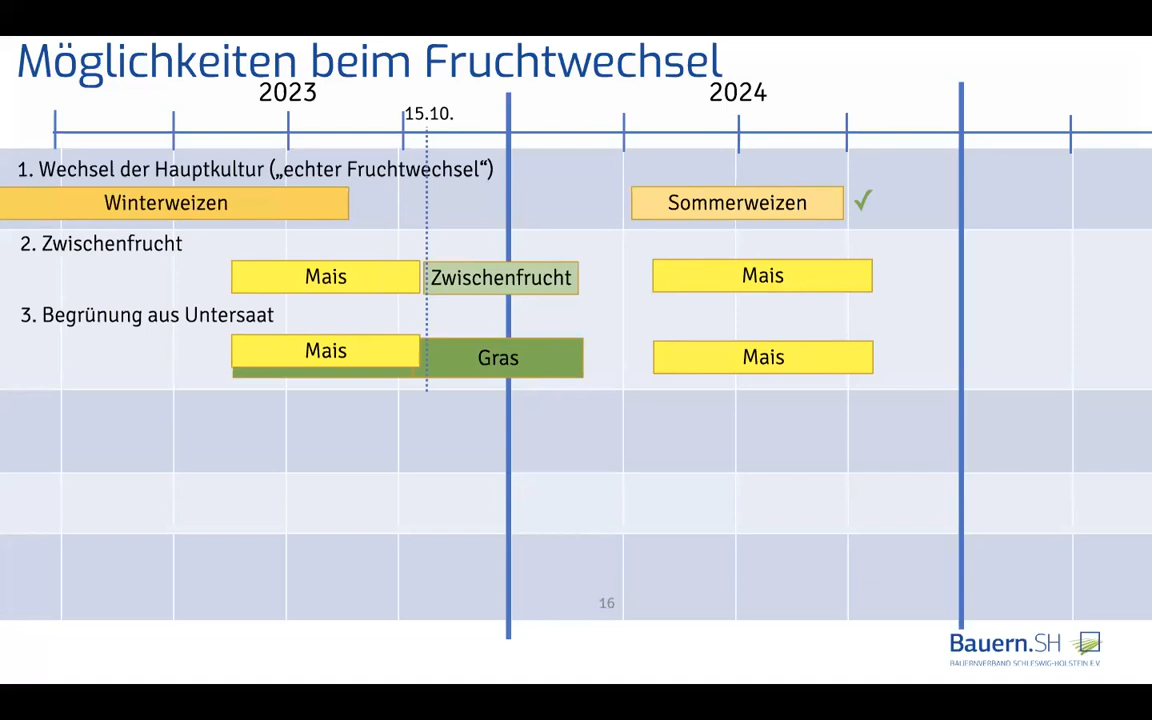 Möglichkeiten beim Fruchtwechsel
2023
2024
15.10.
1. Wechsel der Hauptkultur („echter Fruchtwechsel“)
Winterweizen
Sommerweizen
2. Zwischenfrucht
Mais
Zwischenfrucht
Mais
3. Begrünung aus Untersaat
Mais
Gras
Mais
16
Bauern.SH
BAUERNVERBAND SCHLESWIG-HOLSTEIN E.V.